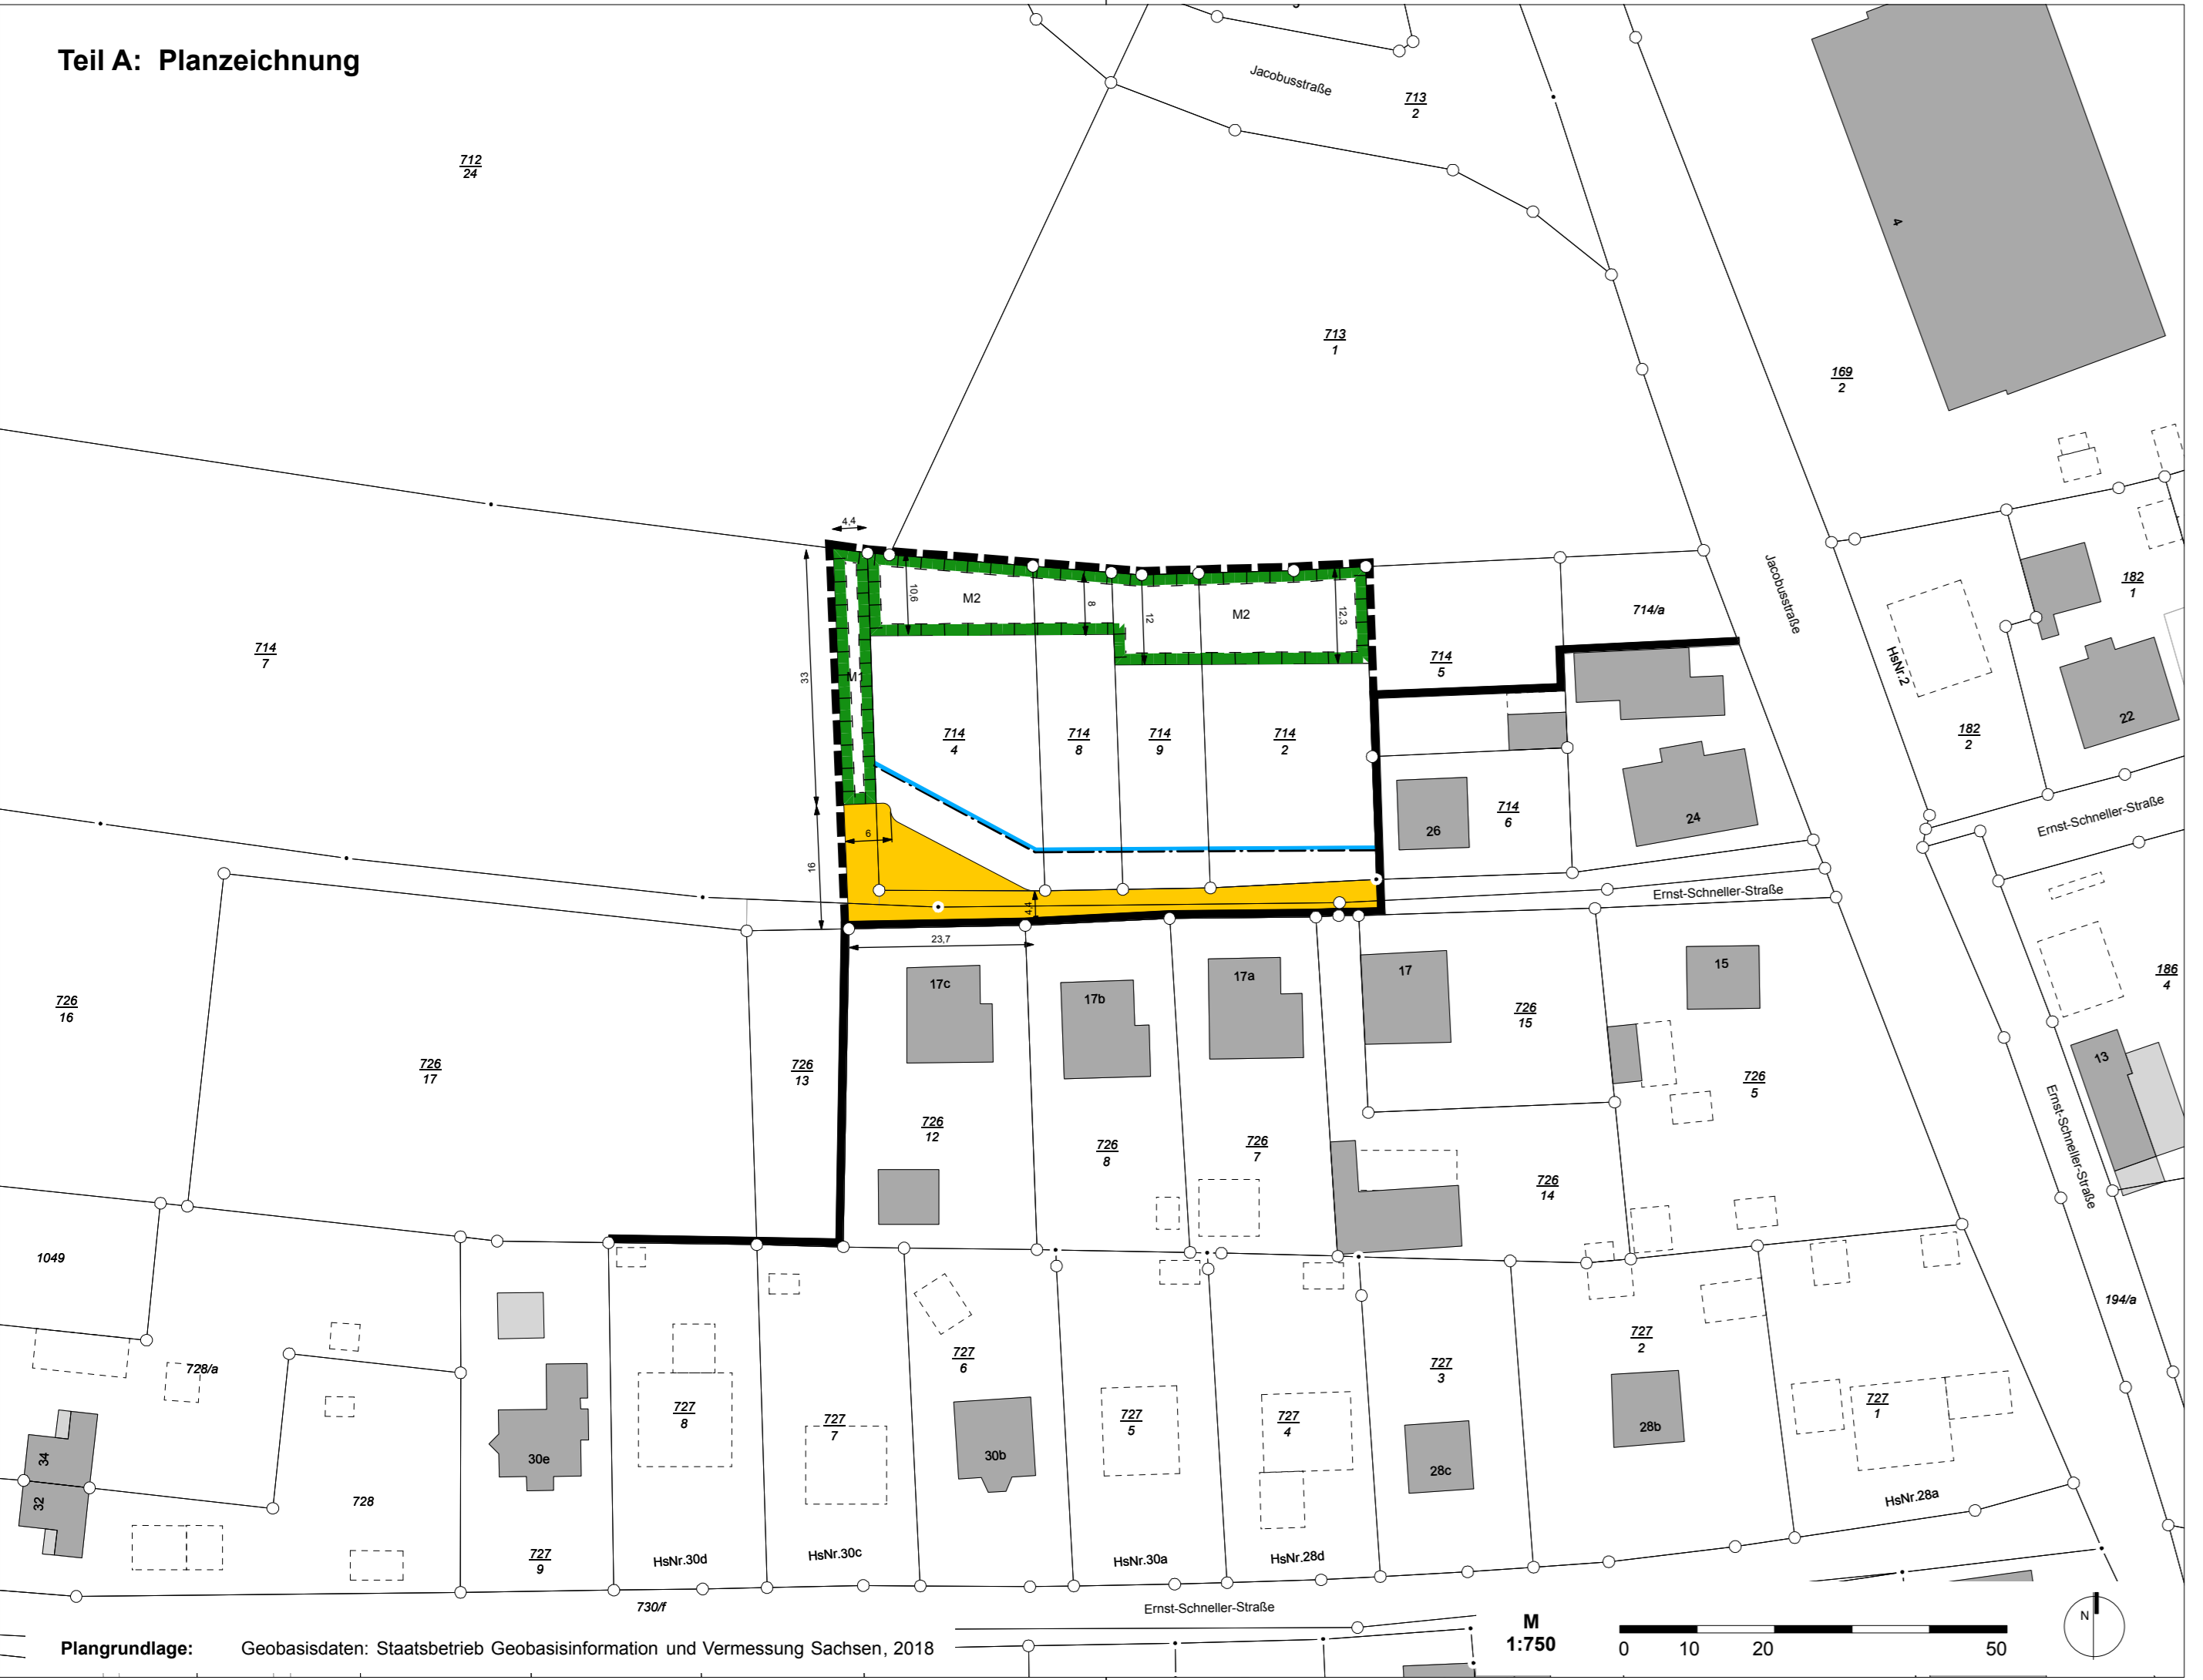 Teil A: Planzeichnung
Jacobusstraße
713
2
712
24
4
713
1
169
2
4,4
Jacobusstraße
182
1
10,6
M2
8
12
M2
12,3
714/a
714
7
33
M1
714
5
HsNr.2
714
4
714
8
714
9
714
2
182
2
22
714
6
26
24
Ernst-Schneller-Straße
6
16
4,4
Ernst-Schneller-Straße
23,7
17c
17b
17a
17
15
186
4
726
16
726
17
726
13
726
15
726
5
13
726
12
726
8
726
7
726
14
Ernst-Schneller-Straße
1049
194/a
728/a
727
6
727
3
727
2
727
8
727
7
727
5
727
4
727
1
34
32
30e
30b
28c
28b
728
HsNr.28a
727
9
HsNr.30d
HsNr.30c
HsNr.30a
HsNr.28d
730/f
Ernst-Schneller-Straße
M
1:750
0 10 20 50
N
Plangrundlage: Geobasisdaten: Staatsbetrieb Geobasisinformation und Vermessung Sachsen, 2018